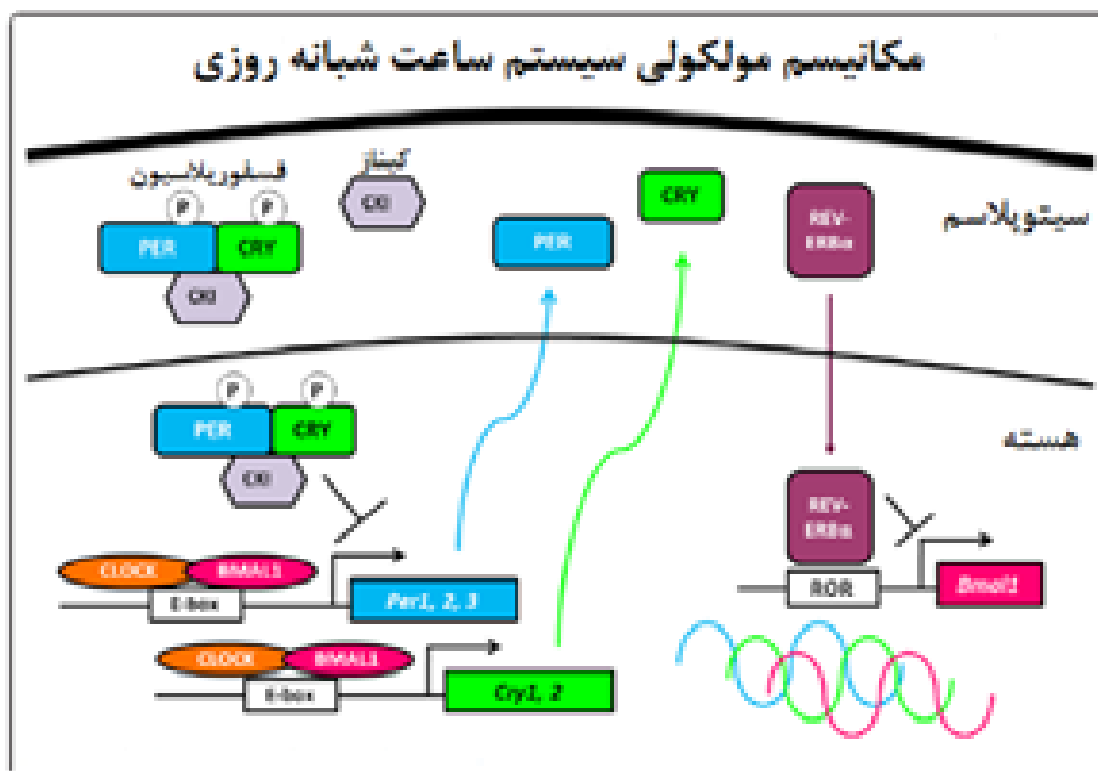 مکانیسم مولکولی سیستم ساعت شبانه روزی
فسفوریلاسیون
کیناز
P
P
CKI
CRY
PER
CRY
CKI
PER
REV-
ERBα
سیتوپلاسم
P
P
PER
CRY
CKI
هسته
REV-
ERBα
CLOCK
BMAL1
E-box
Per1, 2, 3
ROR
Bmal1
CLOCK
BMAL1
E-box
Cry1, 2